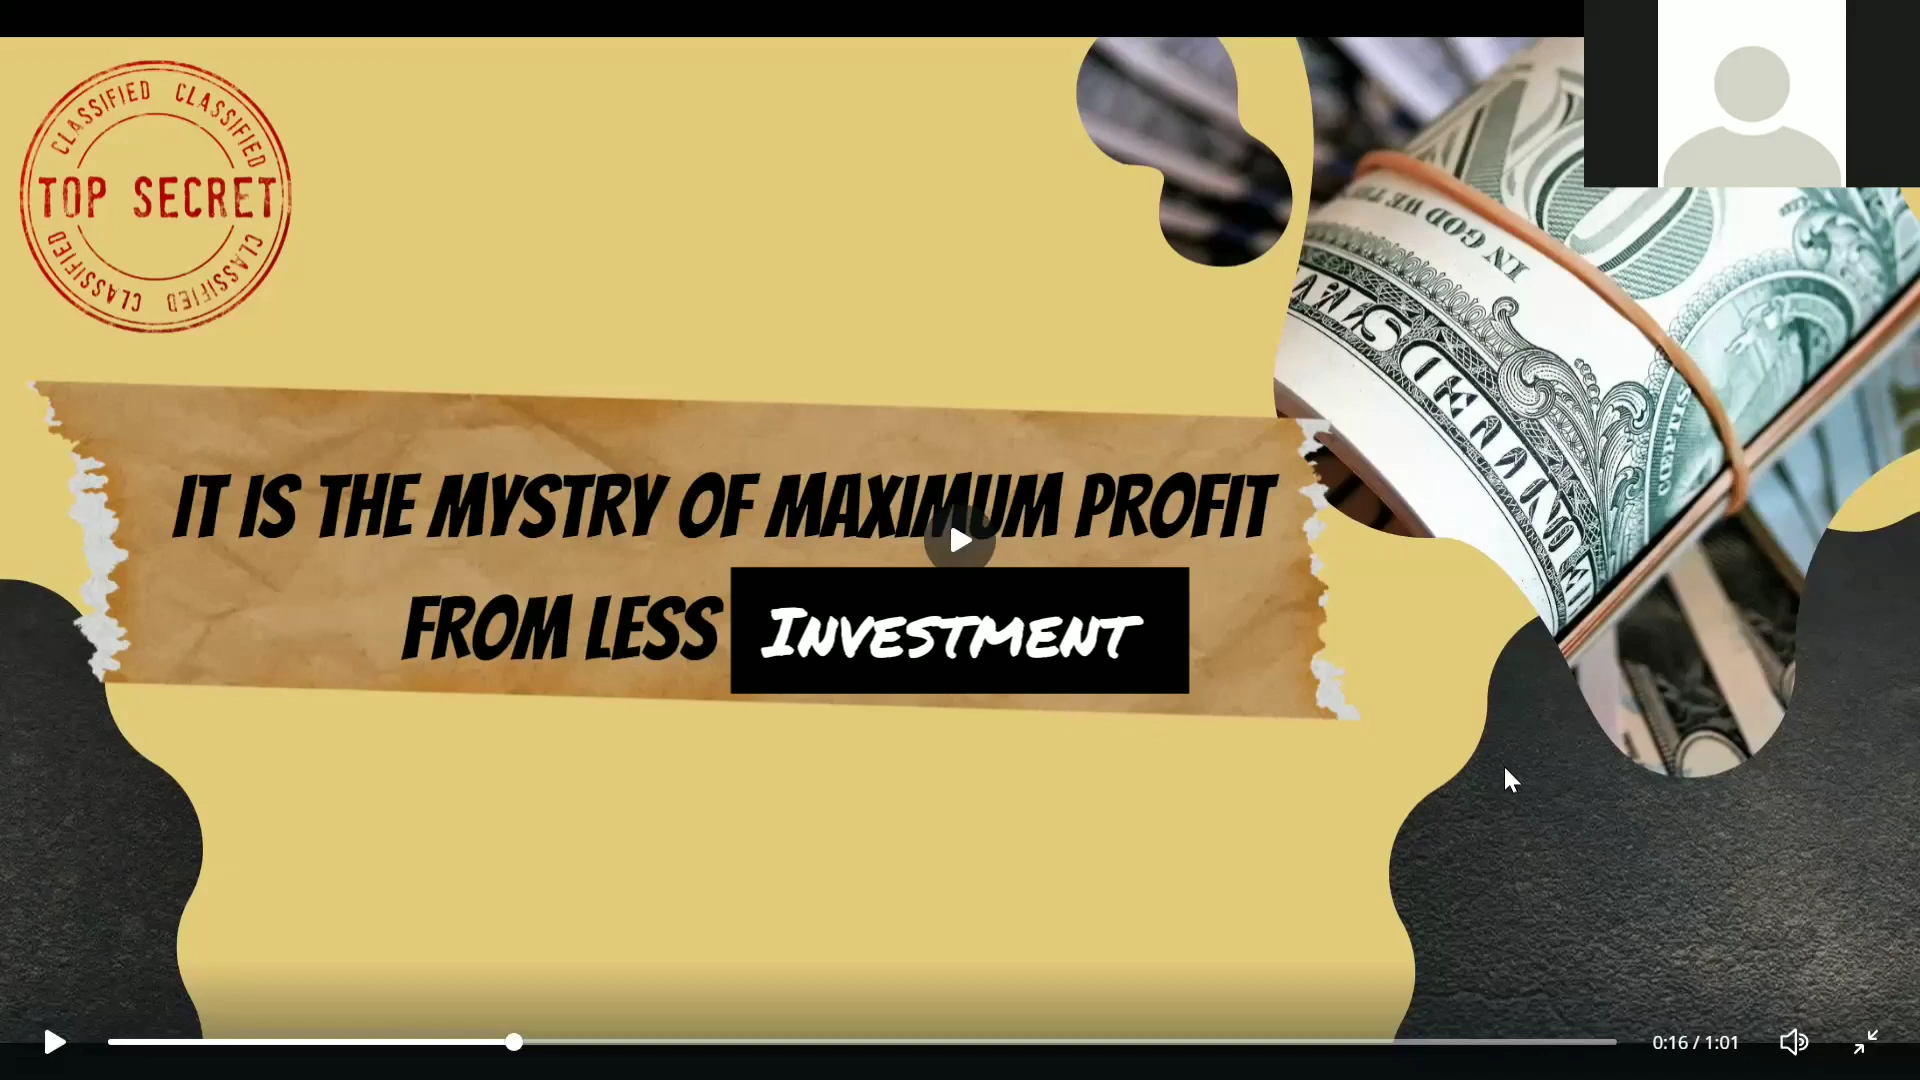 CLASSIFIED CLASSIFIED
TOP SECRET
CLASSIFIED CLASSIFIED
IN GOD WE
UNITED
IT IS THE MYSTRY OF MAXIMUM PROFIT
FROM LESS Investment
0:16 / 1:01